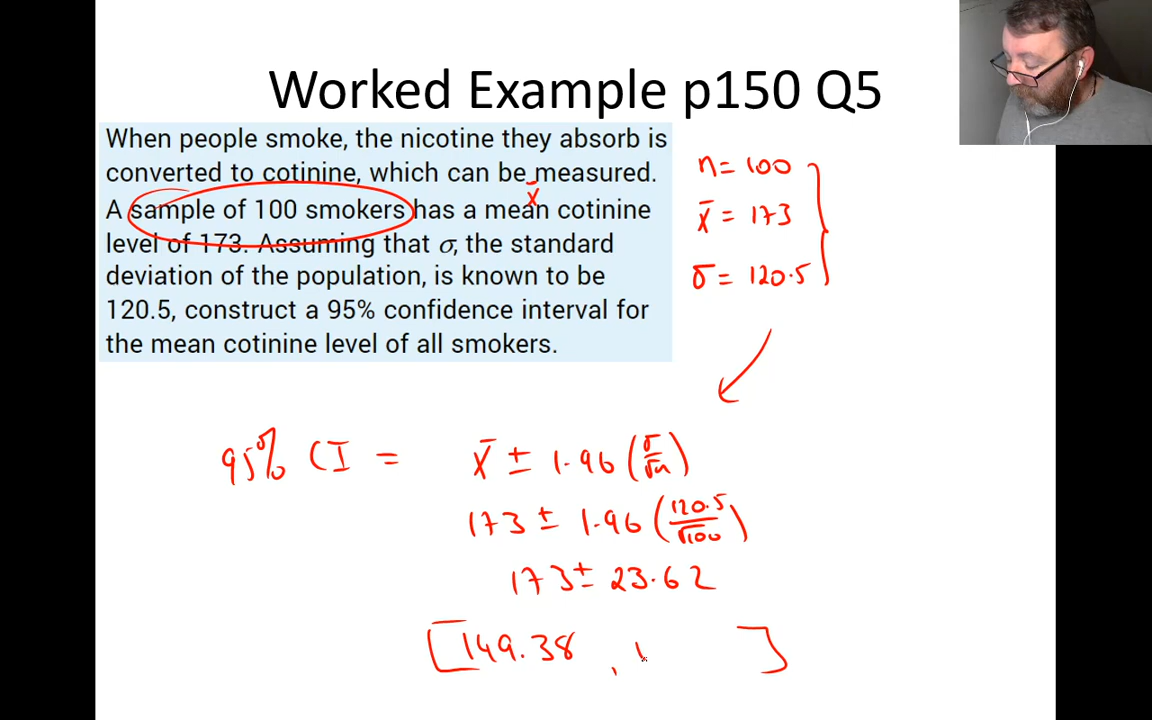 Worked Example p150 Q5
When people smoke, the nicotine they absorb is
converted to cotinine, which can be measured.
x̄
A sample of 100 smokers has a mean cotinine
level of 173. Assuming that σ, the standard
deviation of the population, is known to be
120.5, construct a 95% confidence interval for
the mean cotinine level of all smokers.
n = 100
x̄ = 173
σ = 120.5
95% CI = x̄ ± 1.96 (σ/√n)
173 ± 1.96 (120.5/√100)
173 ± 23.62
[149.38 , 1 ]